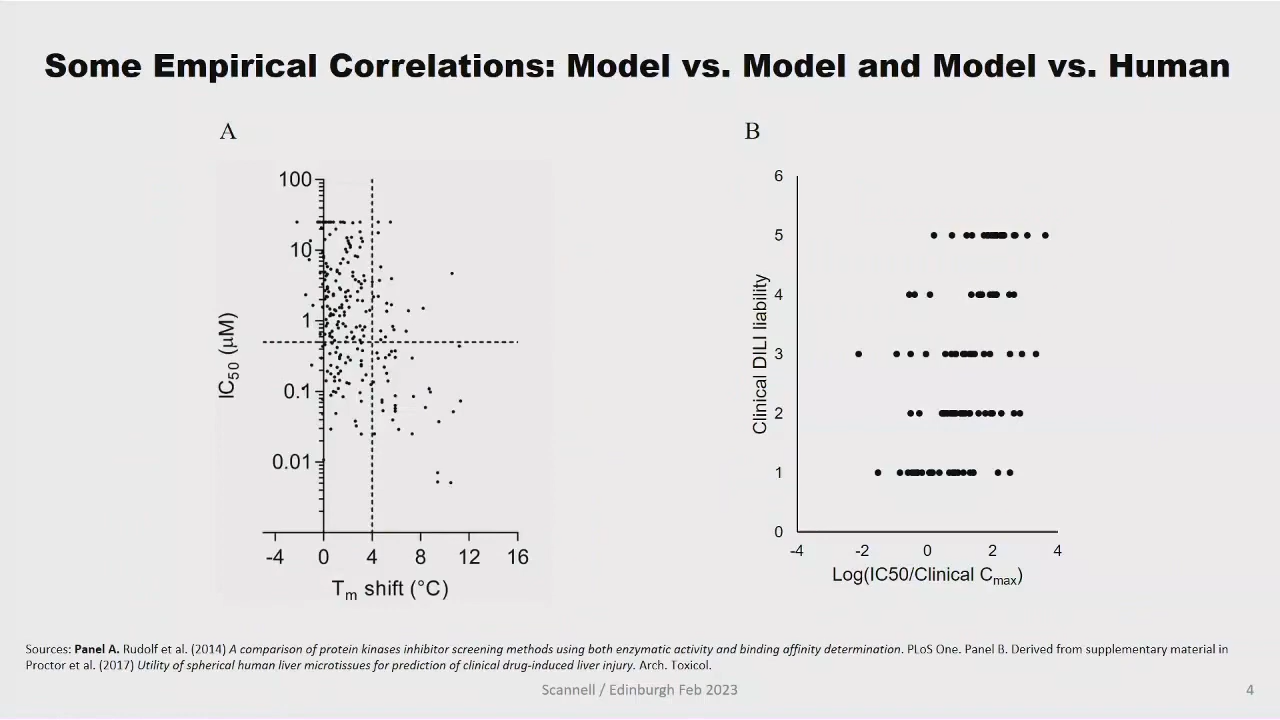 Some Empirical Correlations: Model vs. Model and Model vs. Human
A
100
10
1
0.1
0.01
IC50 (µM)
-4 0 4 8 12 16
Tm shift (°C)
B
6
5
4
3
2
1
0
Clinical DILI liability
-4 -2 0 2 4
Log(IC50/Clinical Cmax)
Sources: Panel A. Rudolf et al. (2014) A comparison of protein kinases inhibitor screening methods using both enzymatic activity and binding affinity determination. PLoS One. Panel B. Derived from supplementary material in
Proctor et al. (2017) Utility of spherical human liver microtissues for prediction of clinical drug-induced liver injury. Arch. Toxicol.
Scannell / Edinburgh Feb 2023
4